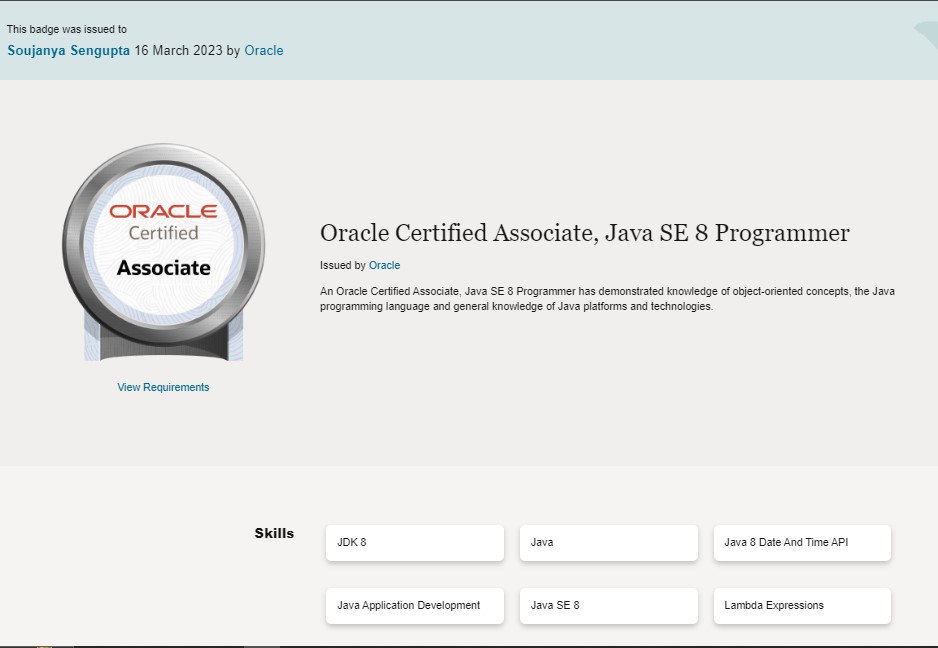 This badge was issued to
Soujanya Sengupta 16 March 2023 by Oracle
ORACLE
Certified
Associate
View Requirements
Oracle Certified Associate, Java SE 8 Programmer
Issued by Oracle
An Oracle Certified Associate, Java SE 8 Programmer has demonstrated knowledge of object-oriented concepts, the Java
programming language and general knowledge of Java platforms and technologies.
Skills
JDK 8
Java
Java 8 Date And Time API
Java Application Development
Java SE 8
Lambda Expressions